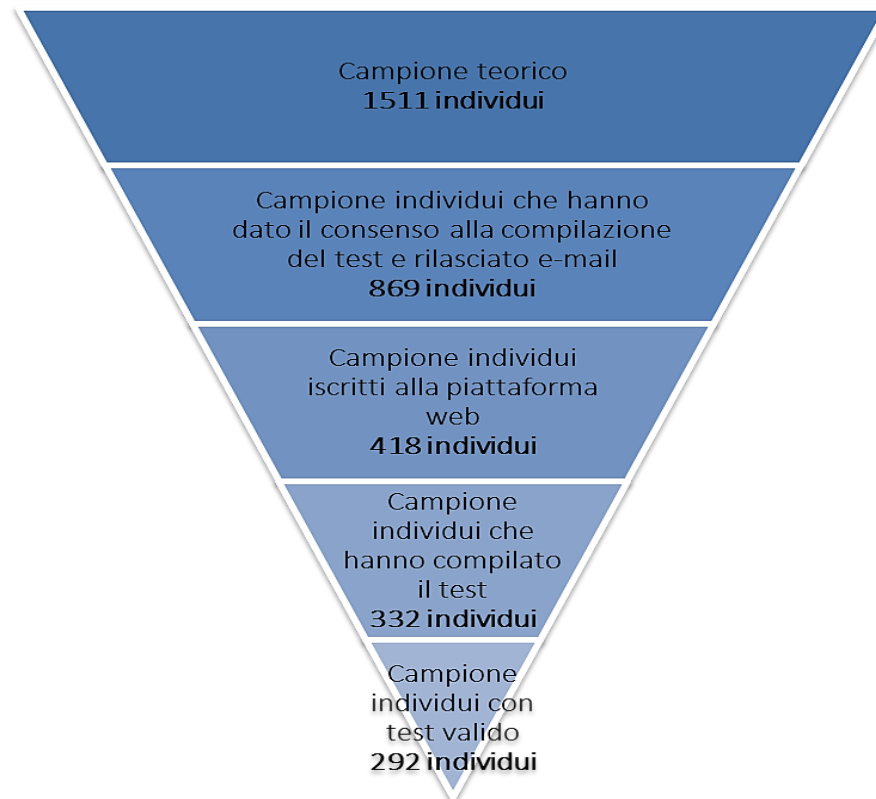 Campione teorico
1511 individui
Campione individui che hanno
dato il consenso alla compilazione
del test e rilasciato e-mail
869 individui
Campione individui
iscritti alla piattaforma
web
418 individui
Campione
individui che
hanno compilato
il test
332 individui
Campione
individui con
test valido
292 individui